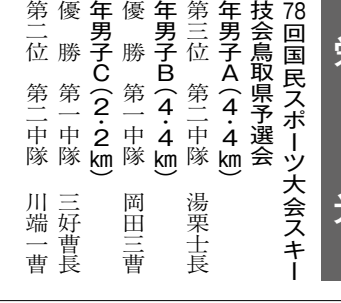 78回国民スポーツ大会スキー
技会鳥取県予選会
年男子A（4・4㎞）
第三位　第二中隊　湯栗士長
年男子B（4・4㎞）
優　勝　第一中隊　岡田三曹
年男子C（2・2㎞）
優　勝　第一中隊　三好曹長
第二位　第二中隊　川端一曹